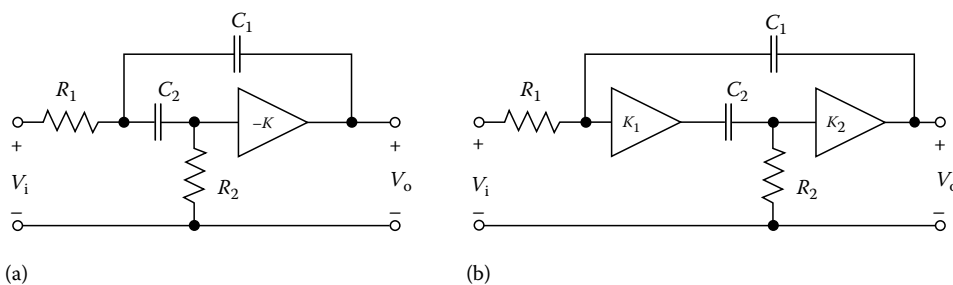 C1
C1
R1
C2
–K
+
Vi
–
R2
+
Vo
–
R1
K1
C2
K2
+
Vi
–
R2
+
Vo
–
(a)
(b)